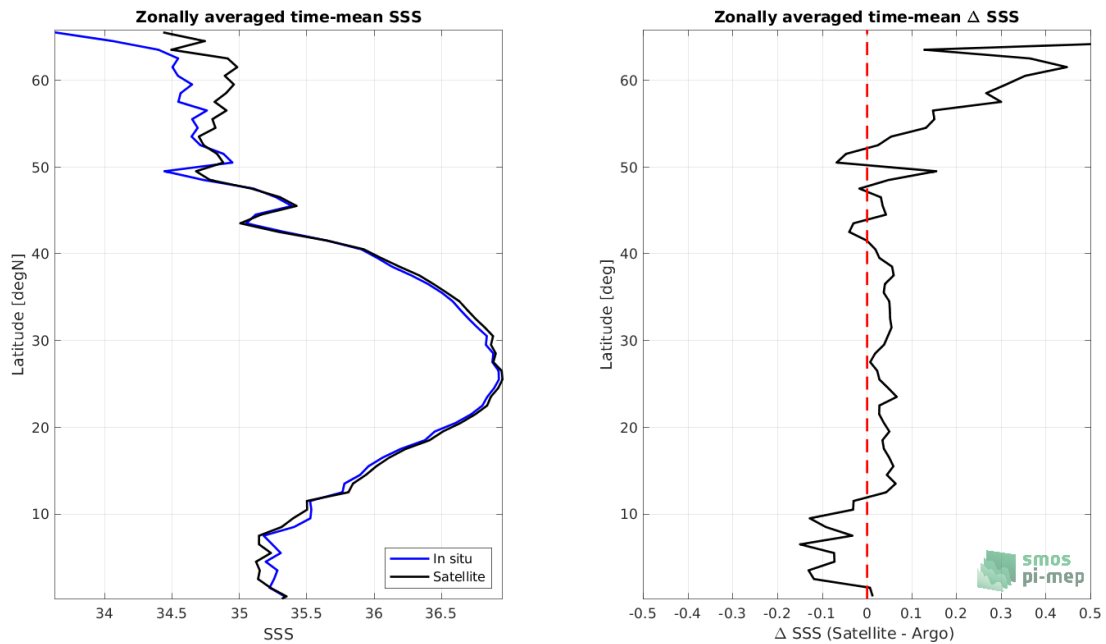 Zonally averaged time-mean SSS
Latitude [degN]
60
50
40
30
20
10
34
34.5
35
35.5
36
36.5
SSS
In situ
Satellite
Zonally averaged time-mean Δ SSS
Latitude [deg]
60
50
40
30
20
10
-0.5
-0.4
-0.3
-0.2
-0.1
0
0.1
0.2
0.3
0.4
0.5
Δ SSS (Satellite - Argo)
smos
pi-mep